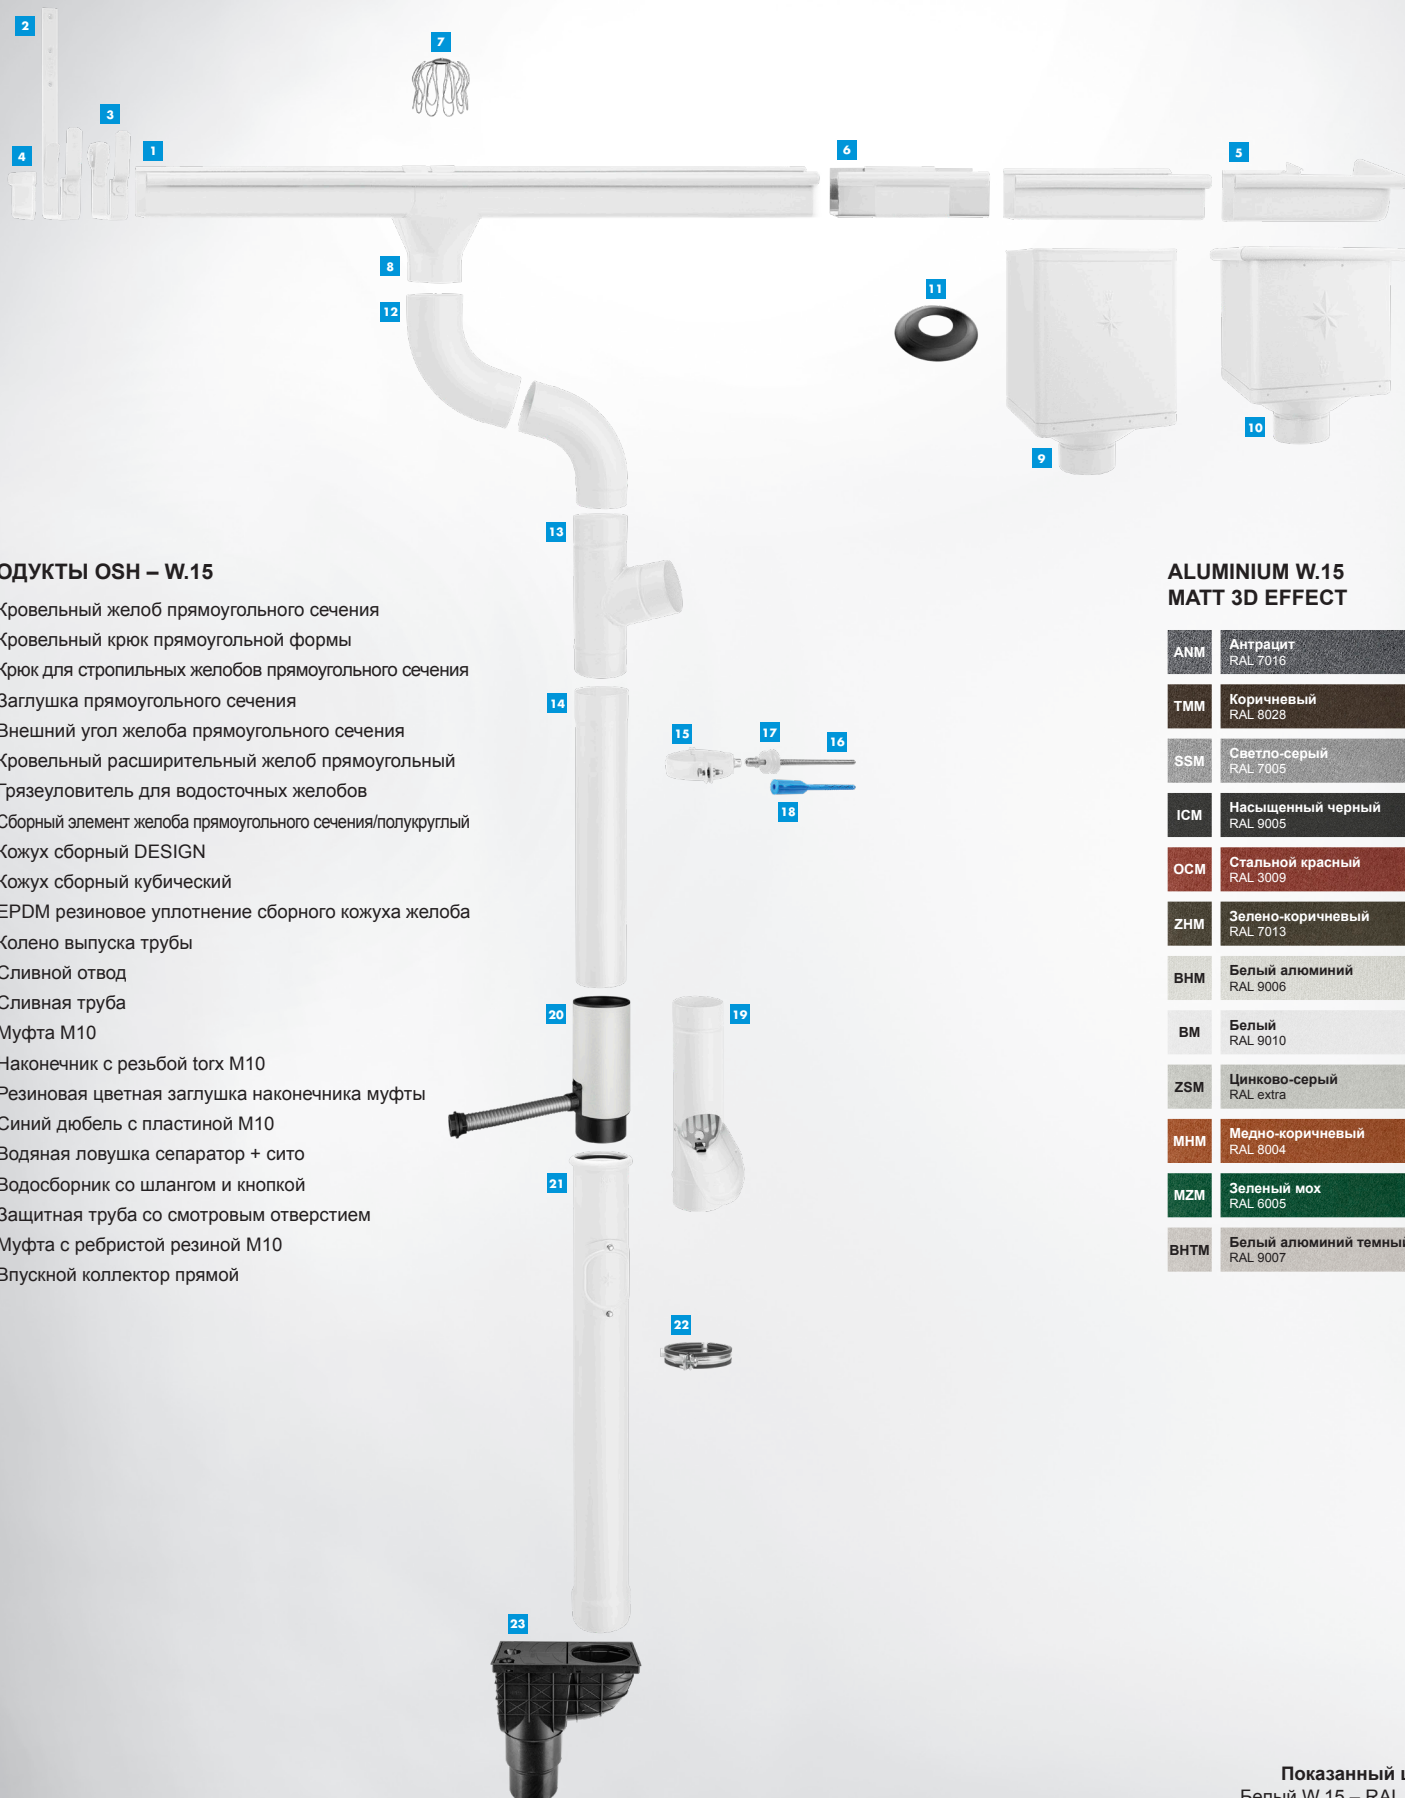 2
7
3
4
1
6
5
8
12
11
10
9
13
ОДУКТЫ OSH – W.15
Кровельный желоб прямоугольного сечения
Кровельный крюк прямоугольной формы
Крюк для стропильных желобов прямоугольного сечения
Заглушка прямоугольного сечения
Внешний угол желоба прямоугольного сечения
Кровельный расширительный желоб прямоугольный
Грязеуловитель для водосточных желобов
Сборный элемент желоба прямоугольного сечения/полукруглый
Кожух сборный DESIGN
Кожух сборный кубический
EPDM резиновое уплотнение сборного кожуха желоба
Колено выпуска трубы
Сливной отвод
Сливная труба
Муфта M10
Наконечник с резьбой torx M10
Резиновая цветная заглушка наконечника муфты
Синий дюбель с пластиной M10
Водяная ловушка сепаратор + сито
Водосборник со шлангом и кнопкой
Защитная труба со смотровым отверстием
Муфта с ребристой резиной M10
Впускной коллектор прямой
14
15
17
16
18
20
19
21
22
23
ALUMINIUM W.15
MATT 3D EFFECT
ANM Антрацит
RAL 7016
TMM Коричневый
RAL 8028
SSM Светло-серый
RAL 7005
ICM Насыщенный черный
RAL 9005
OCM Стальной красный
RAL 3009
ZHM Зелено-коричневый
RAL 7013
BHM Белый алюминий
RAL 9006
BM Белый
RAL 9010
ZSM Цинково-серый
RAL extra
MHM Медно-коричневый
RAL 8004
MZM Зеленый мох
RAL 6005
BHTM Белый алюминий темный
RAL 9007
Показанный
Белый W.15 – RAL